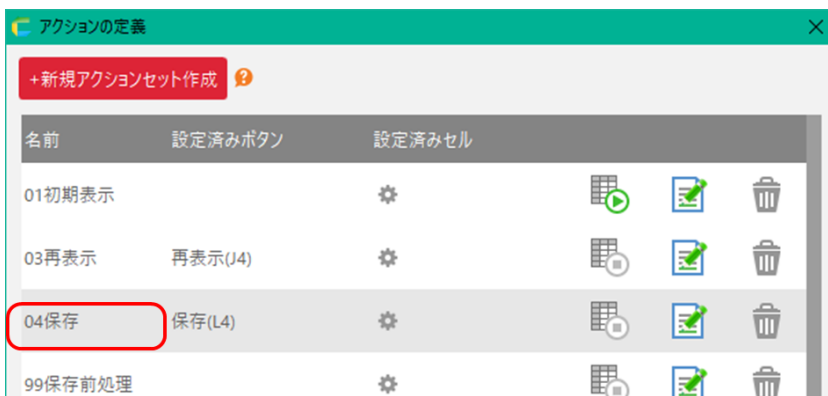 アクションの定義
+新規アクションセット作成
名前 設定済みボタン 設定済みセル
01初期表示
03再表示 再表示(J4)
04保存 保存(L4)
99保存前処理